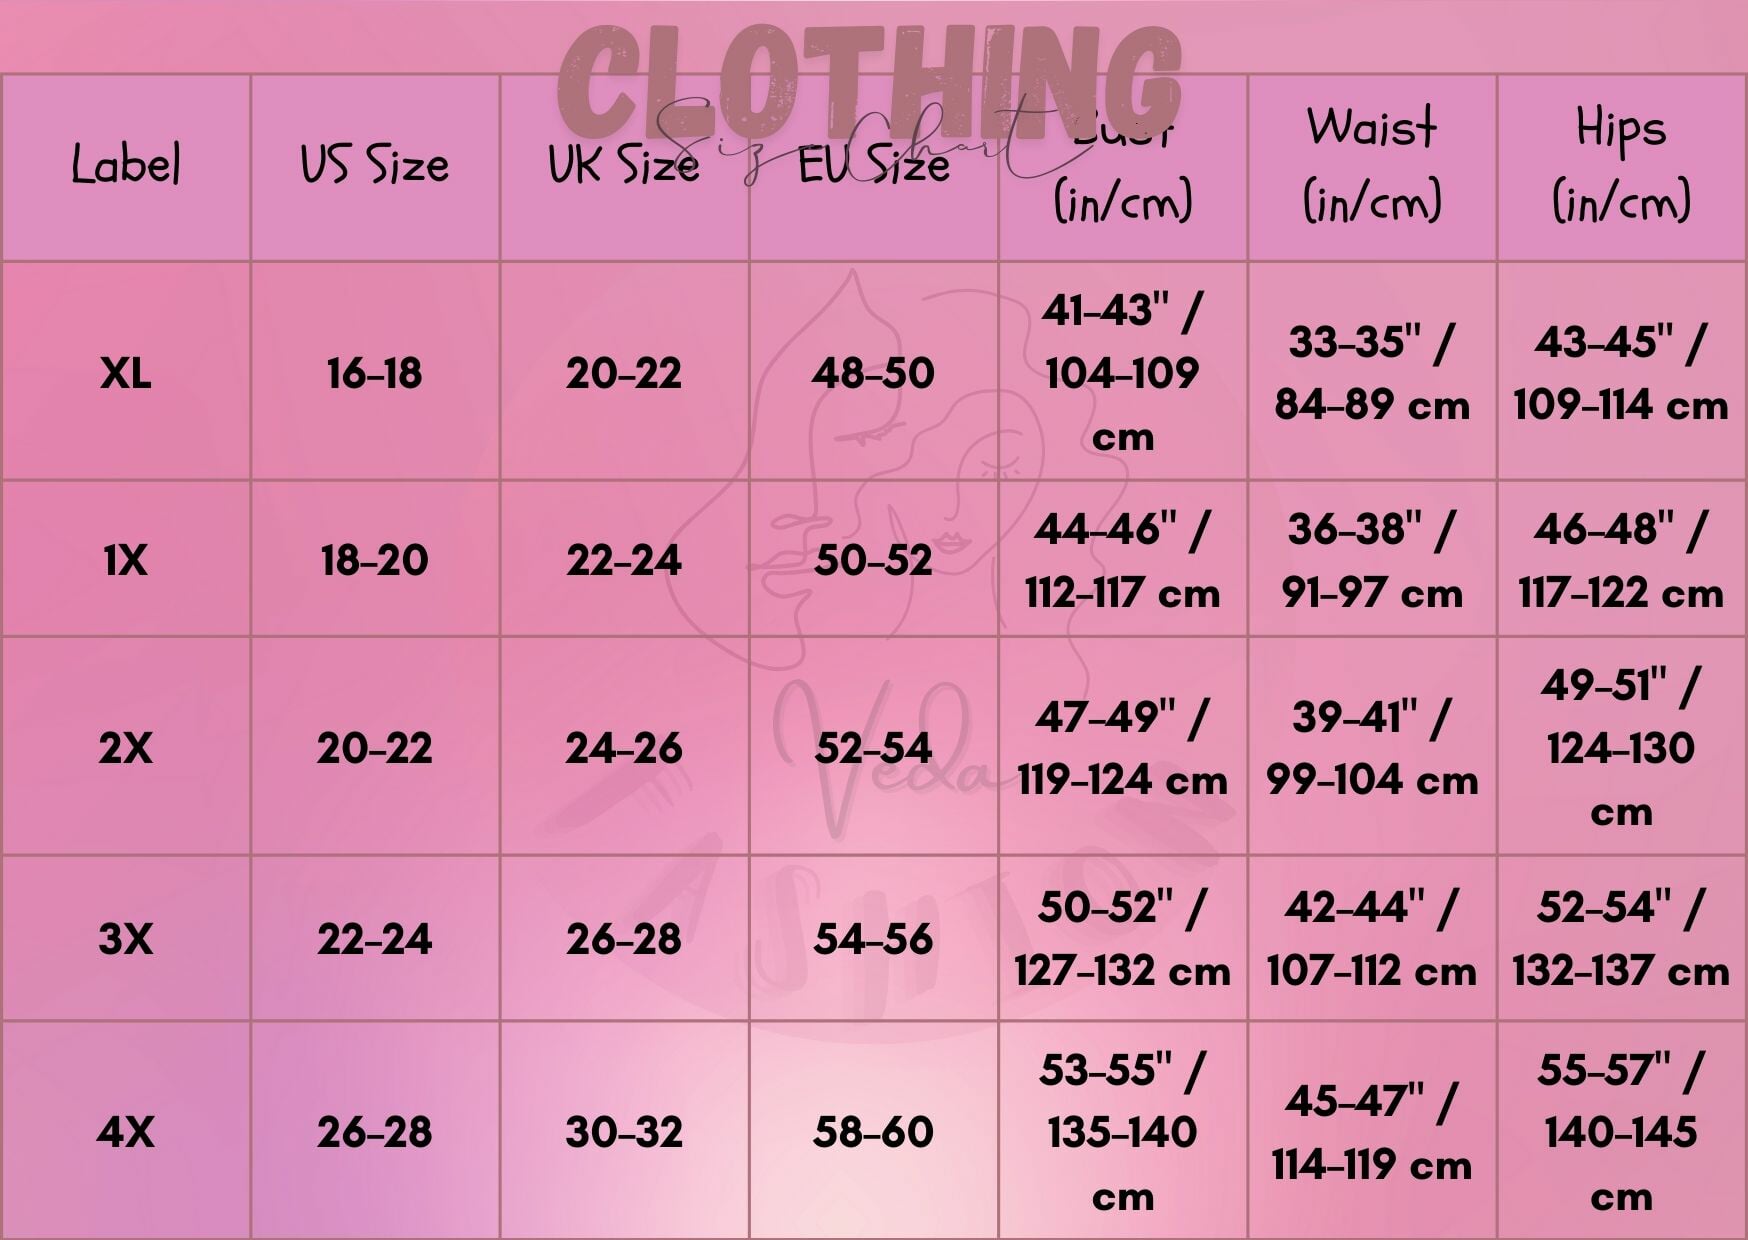 CLOTHING
Size Chart
Label
US Size
UK Size
EU Size
Bust
(in/cm)
Waist
(in/cm)
Hips
(in/cm)
XL
16–18
20–22
48–50
41–43" /
104–109
cm
33–35" /
84–89 cm
43–45" /
109–114 cm
1X
18–20
22–24
50–52
44–46" /
112–117 cm
36–38" /
91–97 cm
46–48" /
117–122 cm
2X
20–22
24–26
52–54
47–49" /
119–124 cm
39–41" /
99–104 cm
49–51" /
124–130
cm
3X
22–24
26–28
54–56
50–52" /
127–132 cm
42–44" /
107–112 cm
52–54" /
132–137 cm
4X
26–28
30–32
58–60
53–55" /
135–140
cm
45–47" /
114–119 cm
55–57" /
140–145
cm
Veda
FASHION